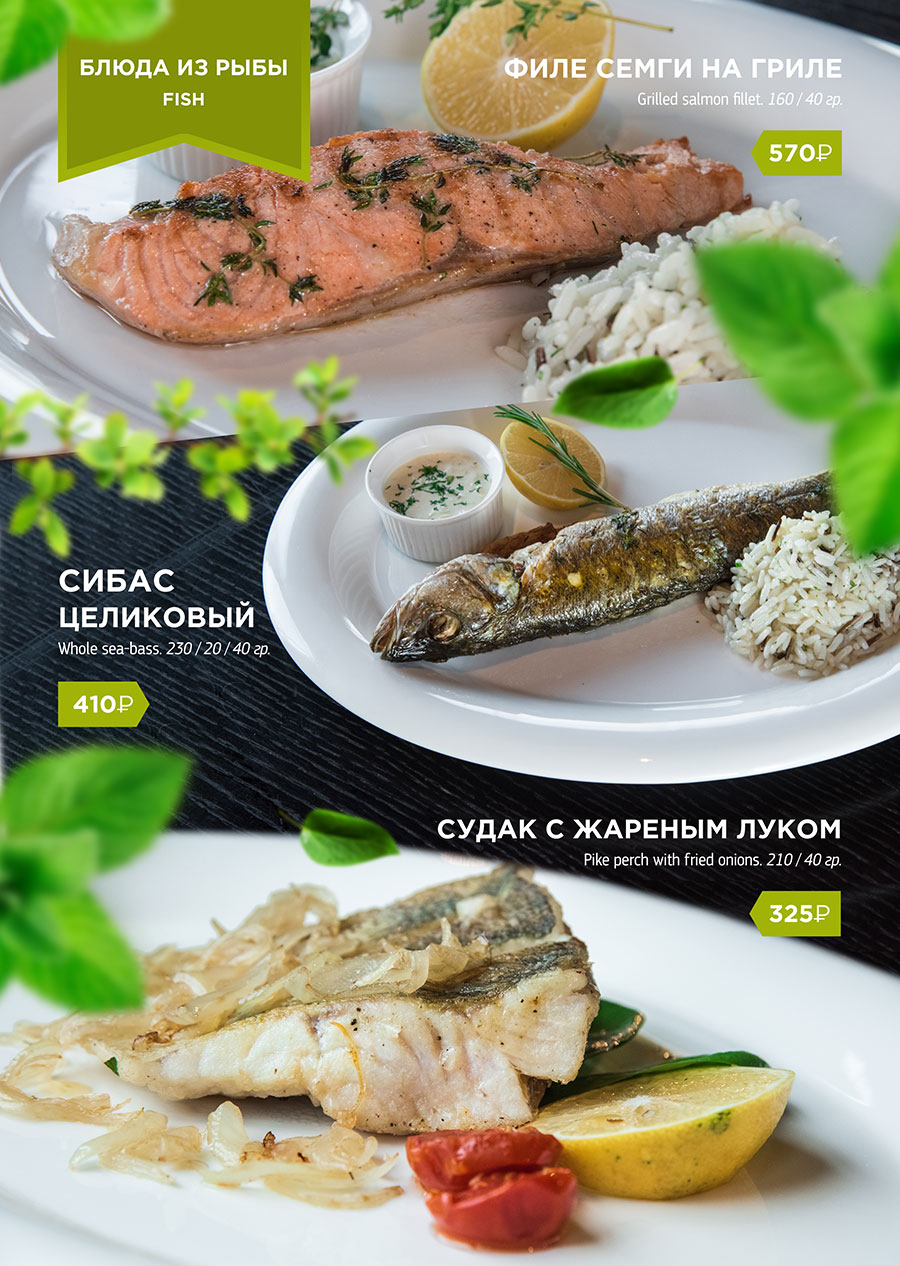 БЛЮДА ИЗ РЫБЫ
FISH
ФИЛЕ СЕМГИ НА ГРИЛЕ
Grilled salmon fillet. 160 / 40 гр.
570₽
СИБАС
ЦЕЛИКОВЫЙ
Whole sea-bass. 230 / 20 / 40 гр.
410₽
СУДАК С ЖАРЕНЫМ ЛУКОМ
Pike perch with fried onions. 210 / 40 гр.
325₽